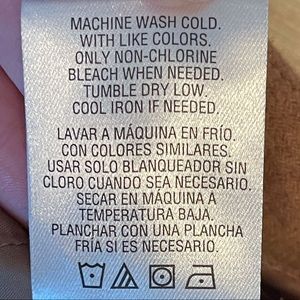 MACHINE WASH COLD.
WITH LIKE COLORS.
ONLY NON-CHLORINE
BLEACH WHEN NEEDED.
TUMBLE DRY LOW.
COOL IRON IF NEEDED.
LAVAR A MÁQUINA EN FRÍO.
CON COLORES SIMILARES.
USAR SOLO BLANQUEADOR SIN
CLORO CUANDO SEA NECESARIO.
SECAR EN MÁQUINA A
TEMPERATURA BAJA.
PLANCHAR CON UNA PLANCHA
FRÍA SI ES NECESARIO.